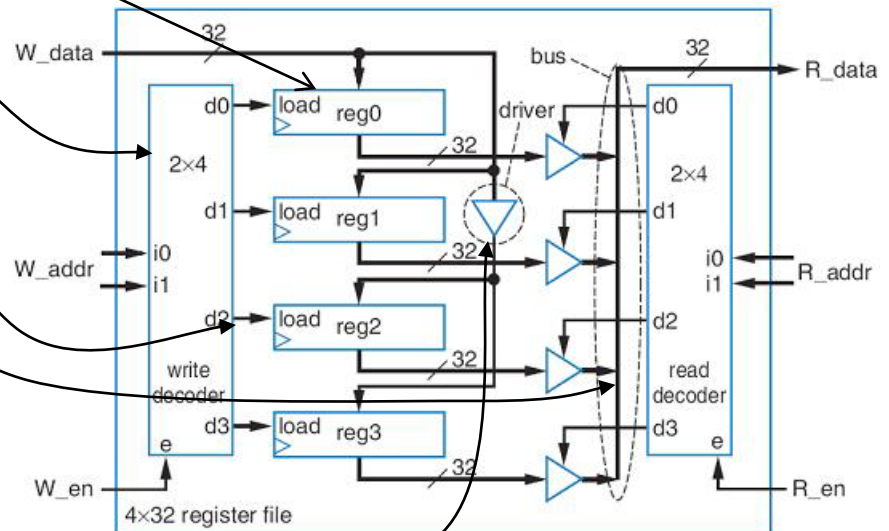 32
W_data
bus
32
R_data
d0
load
reg0
driver
d0
32
2×4
2×4
d1
load
reg1
d1
W_addr
i0
i1
32
i0
i1
R_addr
d2
load
reg2
d2
32
write
decoder
read
decoder
d3
load
reg3
d3
e
32
e
W_en
R_en
4×32 register file